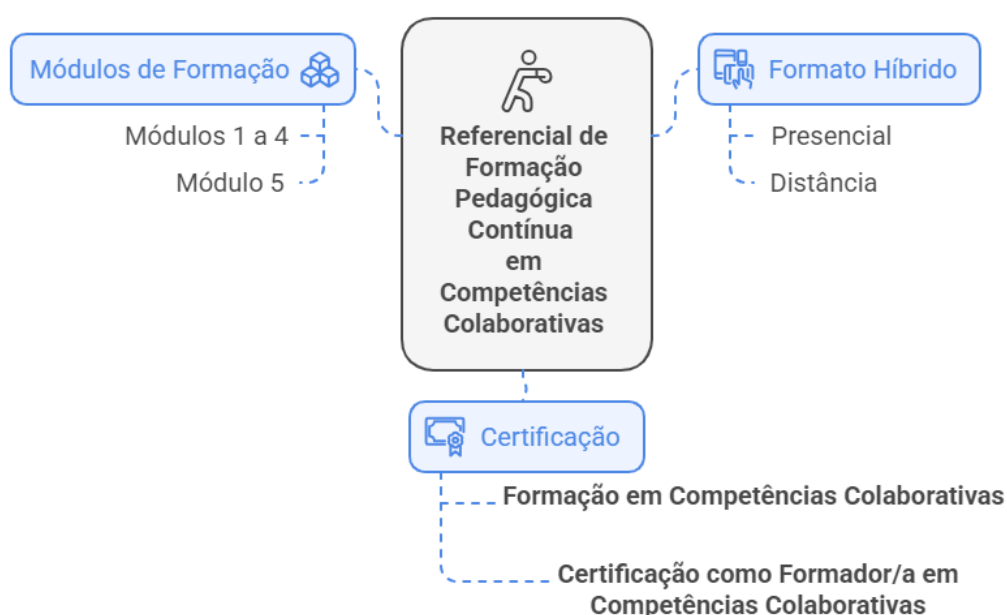 Módulos de Formação
Módulos 1 a 4
Módulo 5
Referencial de
Formação
Pedagógica
Contínua
em
Competências
Colaborativas
Formato Híbrido
Presencial
Distância
Certificação
Formação em Competências Colaborativas
Certificação como Formador/a em
Competências Colaborativas